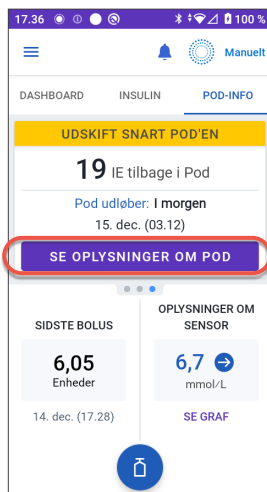 17.36 100 %
Manuelt
DASHBOARD INSULIN POD-INFO
UDSKIFT SNART POD'EN
19 IE tilbage i Pod
Pod udløber: I morgen
15. dec. (03.12)
SE OPLYSNINGER OM POD
SIDSTE BOLUS
6,05
Enheder
14. dec. (17.28)
OPLYSNINGER OM
SENSOR
6,7
mmol/L
SE GRAF